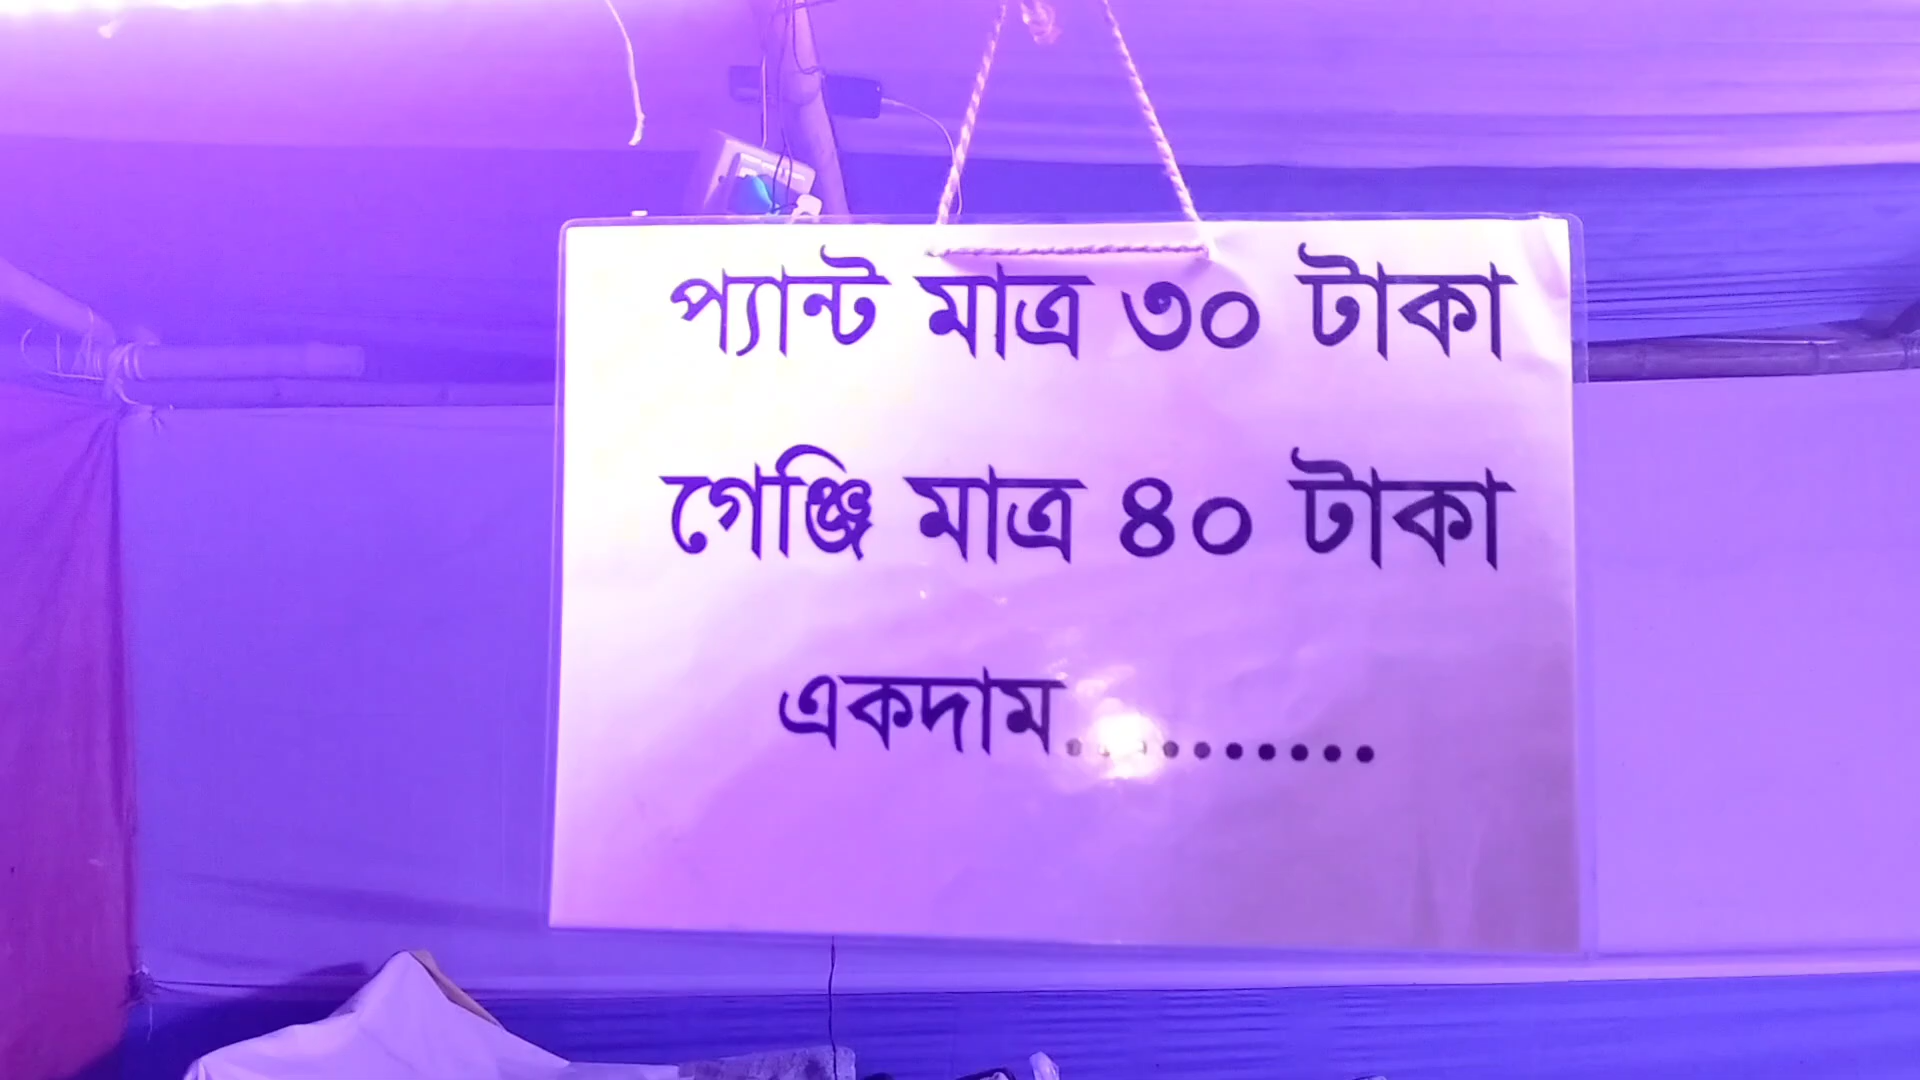 প্যান্ট মাত্র ৩০ টাকা
গেঞ্জি মাত্র ৪০ টাকা
একদাম..........